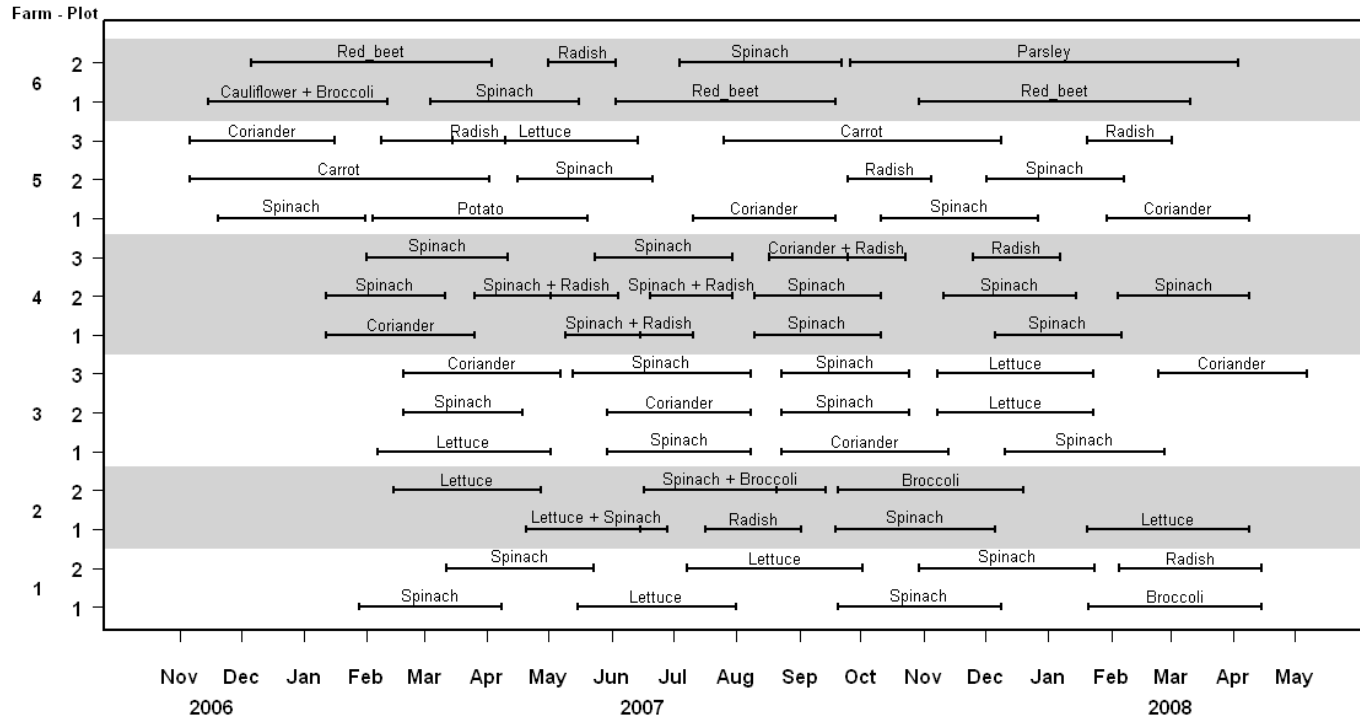 Farm - Plot
6 2 Red_beet Radish Spinach Parsley
1 Cauliflower + Broccoli Spinach Red_beet Red_beet
3 Coriander Radish Lettuce Carrot Radish
5 2 Carrot Spinach Radish Spinach
1 Spinach Potato Coriander Spinach Coriander
3 Spinach Spinach Coriander + Radish Radish
4 2 Spinach Spinach + Radish Spinach + Radish Spinach Spinach Spinach
1 Coriander Spinach + Radish Spinach Spinach
3 Coriander Spinach Spinach Lettuce Coriander
3 2 Spinach Coriander Spinach Lettuce
1 Lettuce Spinach Coriander Spinach
2 Lettuce Spinach + Broccoli Broccoli
2 1 Lettuce + Spinach Radish Spinach Lettuce
2 Spinach Lettuce Spinach Radish
1 1 Spinach Lettuce Spinach Broccoli
Nov Dec Jan Feb Mar Apr May Jun Jul Aug Sep Oct Nov Dec Jan Feb Mar Apr May
2006 2007 2008